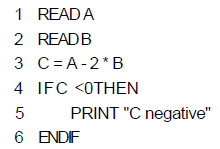 1 READ A
2 READ B
3 C = A - 2 * B
4 IF C <0 THEN
5 PRINT "C negative"
6 ENDIF